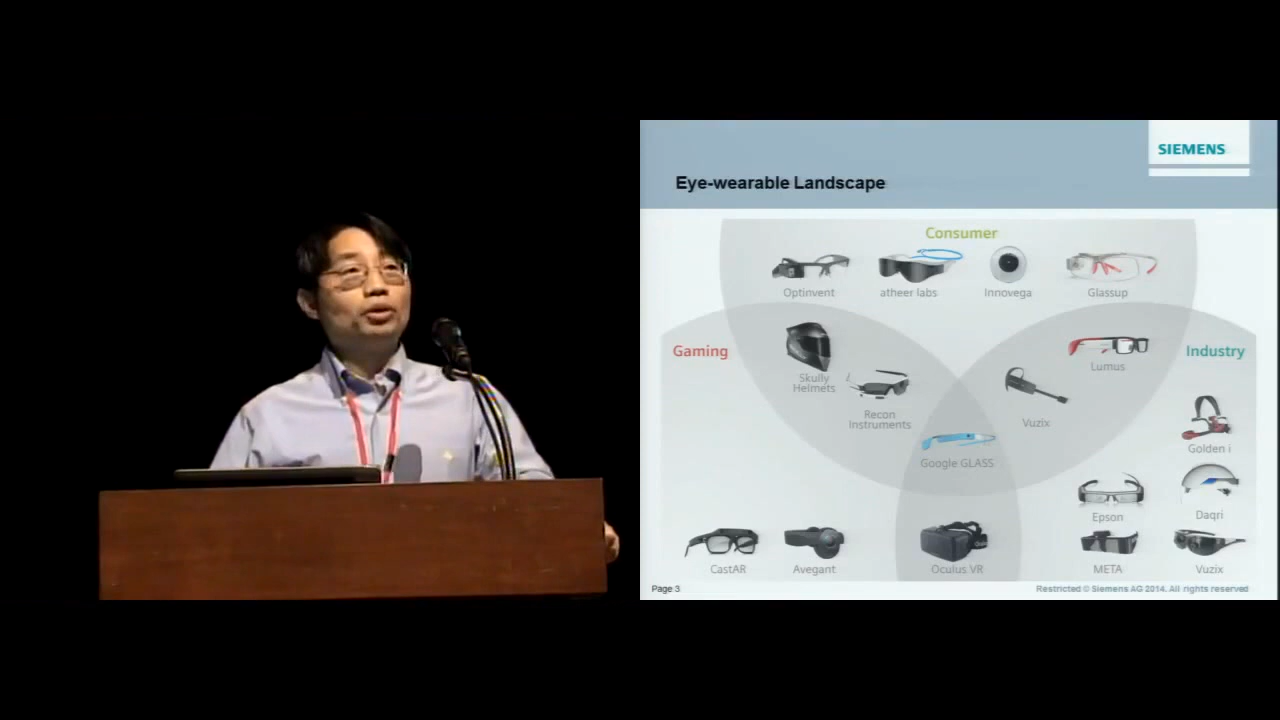 SIEMENS
Eye-wearable Landscape
Consumer
Optinvent
atheer labs
Innovega
Glassup
Gaming
Industry
Skully
Helmets
Lumus
Recon
Instruments
Vuzix
Google GLASS
Golden i
Epson
Daqri
CastAR
Avegant
Oculus VR
META
Vuzix
Page 3
Restricted © Siemens AG 2014. All rights reserved